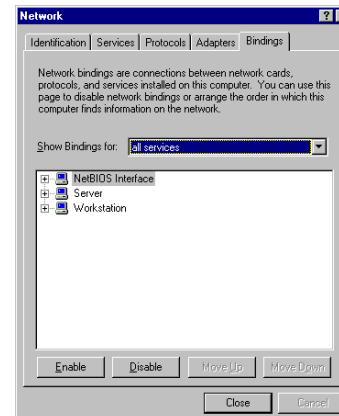 Network
Identification Services Protocols Adapters Bindings
Network bindings are connections between network cards,
protocols, and services installed on this computer. You can use this
page to disable network bindings or arrange the order in which this
computer finds information on the network.
Show Bindings for: all services
NetBIOS Interface
Server
Workstation
Enable Disable Move Up Move Down
Close Cancel